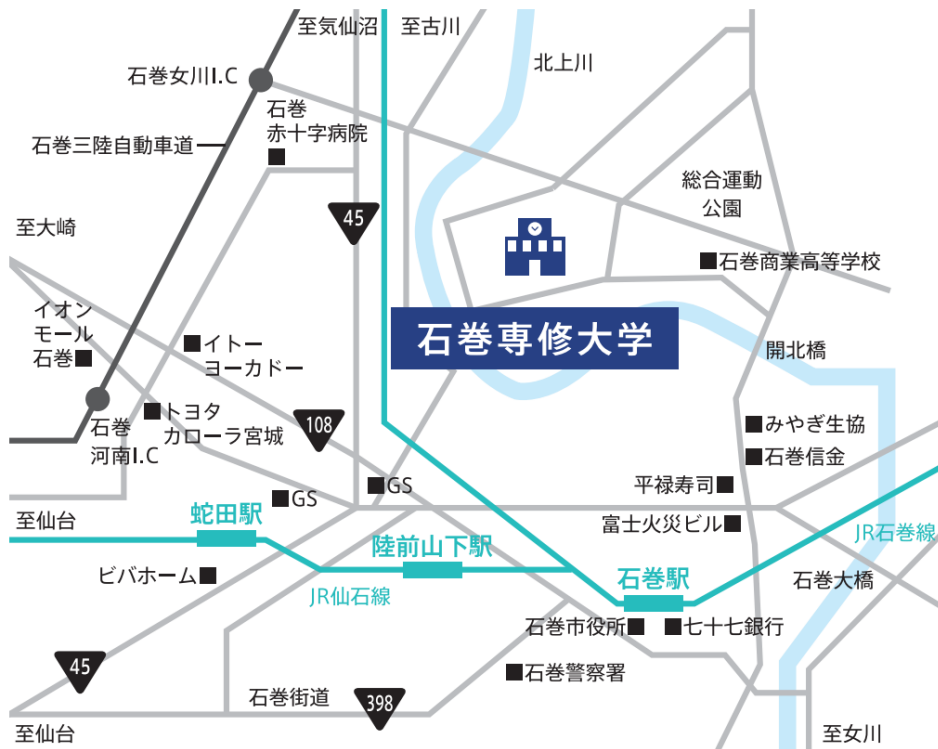 至気仙沼
至古川
北上川
石巻女川I.C
石巻
赤十字病院
石巻三陸自動車道
総合運動
公園
45
至大崎
石巻商業高等学校
イオン
モール
石巻
イトー
ヨーカドー
石巻専修大学
開北橋
トヨタ
カローラ宮城
石巻
河南I.C
108
みやぎ生協
石巻信金
GS
GS
平禄寿司
至仙台
蛇田駅
富士火災ビル
JR石巻線
陸前山下駅
ビバホーム
JR仙石線
石巻駅
石巻大橋
石巻市役所
七十七銀行
45
石巻警察署
石巻街道
398
至仙台
至女川